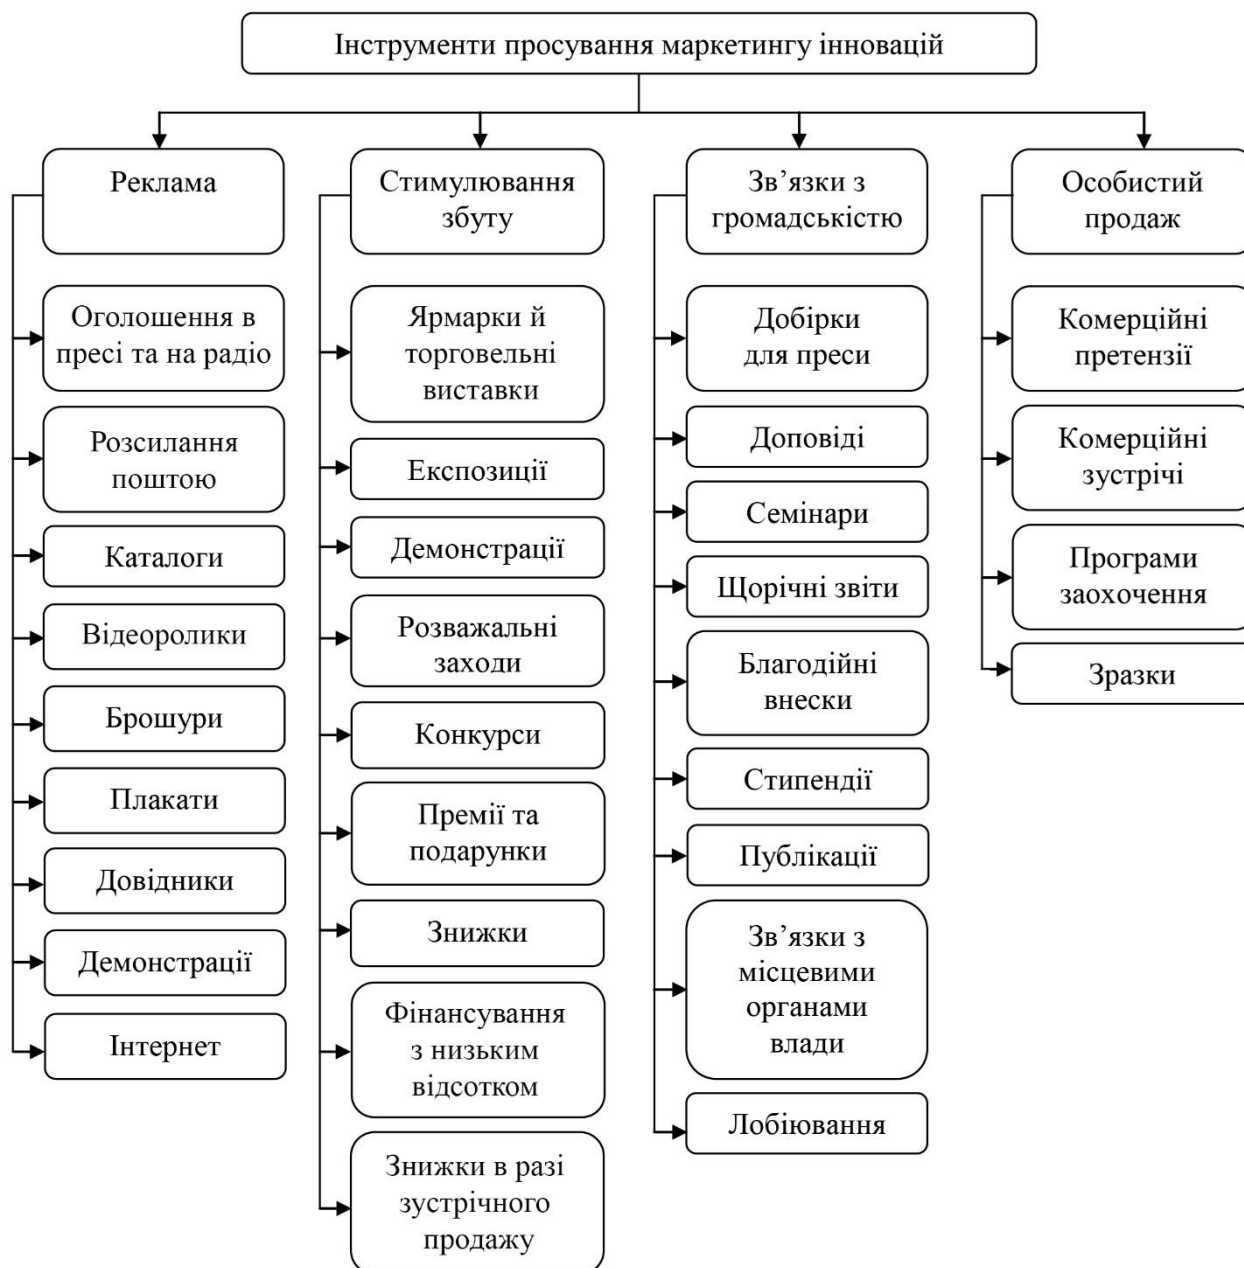 Інструменти просування маркетингу інновацій
Реклама
Оголошення в
пресі та на радіо
Розсилання
поштою
Каталоги
Відеоролики
Брошури
Плакати
Довідники
Демонстрації
Інтернет
Стимулювання
збуту
Ярмарки й
торговельні
виставки
Експозиції
Демонстрації
Розважальні
заходи
Конкурси
Премії та
подарунки
Знижки
Фінансування
з низьким
відсотком
Знижки в разі
зустрічного
продажу
Зв’язки з
громадськістю
Добірки
для преси
Доповіді
Семінари
Щорічні звіти
Благодійні
внески
Стипендії
Публікації
Зв’язки з
місцевими
органами
влади
Лобіювання
Особистий
продаж
Комерційні
претензії
Комерційні
зустрічі
Програми
заохочення
Зразки